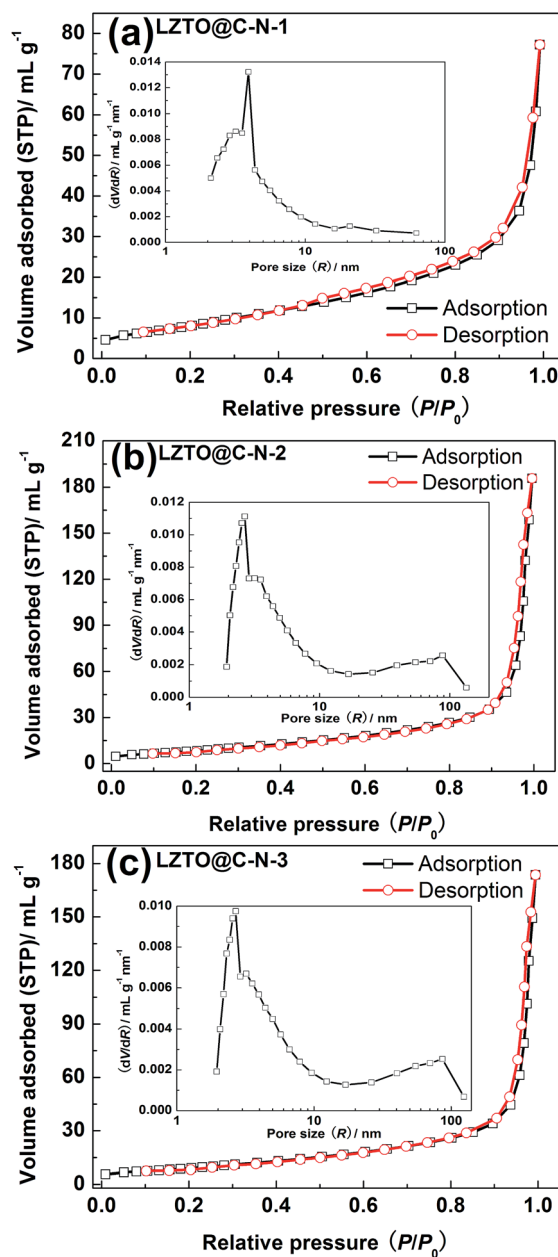 (a) LZTO@C-N-1
80
70
60
50
40
30
20
10
0
Volume adsorbed (STP)/ mL g-1
0.014
0.012
0.010
0.008
0.006
0.004
0.002
0.000
(dV/dR)/ mL g-1 nm-1
1 10 100
Pore size (R) / nm
Adsorption
Desorption
0.0 0.2 0.4 0.6 0.8 1.0
Relative pressure (P/P0)
(b) LZTO@C-N-2
Adsorption
Desorption
210
180
150
120
90
60
30
0
Volume adsorbed (STP)/ mL g-1
0.012
0.010
0.008
0.006
0.004
0.002
0.000
(dV/dR)/ mL g-1 nm-1
1 10 100
Pore size (R) / nm
0.0 0.2 0.4 0.6 0.8 1.0
Relative pressure (P/P0)
(c) LZTO@C-N-3
Adsorption
Desorption
180
150
120
90
60
30
0
Volume adsorbed (STP)/ mL g-1
0.010
0.008
0.006
0.004
0.002
0.000
(dV/dR)/ mL g-1 nm-1
1 10 100
Pore size (R) / nm
0.0 0.2 0.4 0.6 0.8 1.0
Relative pressure (P/P0)